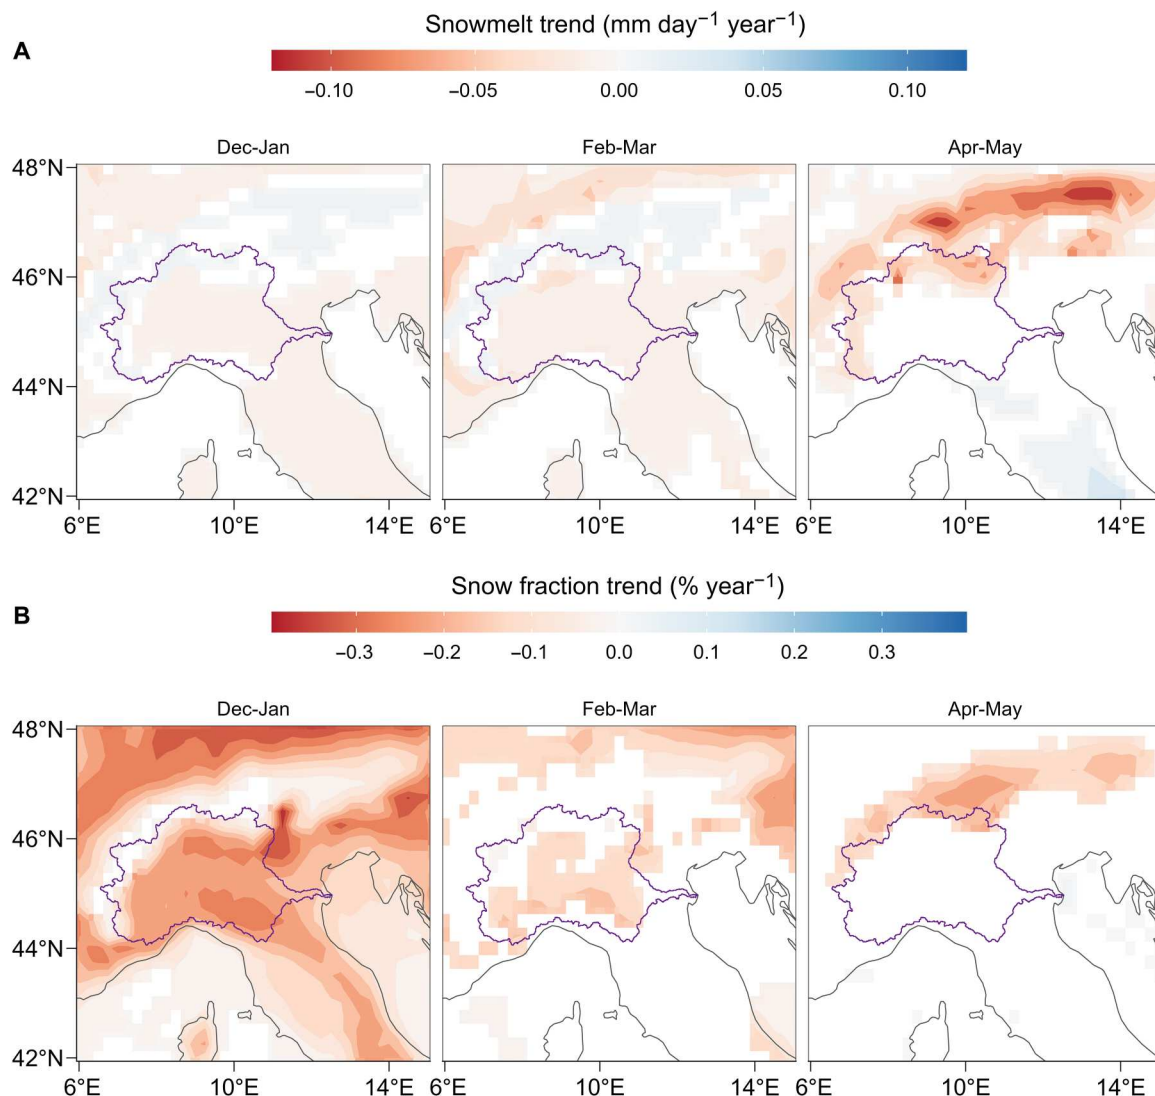 Snowmelt trend (mm day⁻¹ year⁻¹)
A
−0.10 −0.05 0.00 0.05 0.10
Dec-Jan Feb-Mar Apr-May
48°N
46°N
44°N
42°N
6°E 10°E 14°E 6°E 10°E 14°E 6°E 10°E 14°E
Snow fraction trend (% year⁻¹)
B
−0.3 −0.2 −0.1 0.0 0.1 0.2 0.3
Dec-Jan Feb-Mar Apr-May
48°N
46°N
44°N
42°N
6°E 10°E 14°E 6°E 10°E 14°E 6°E 10°E 14°E